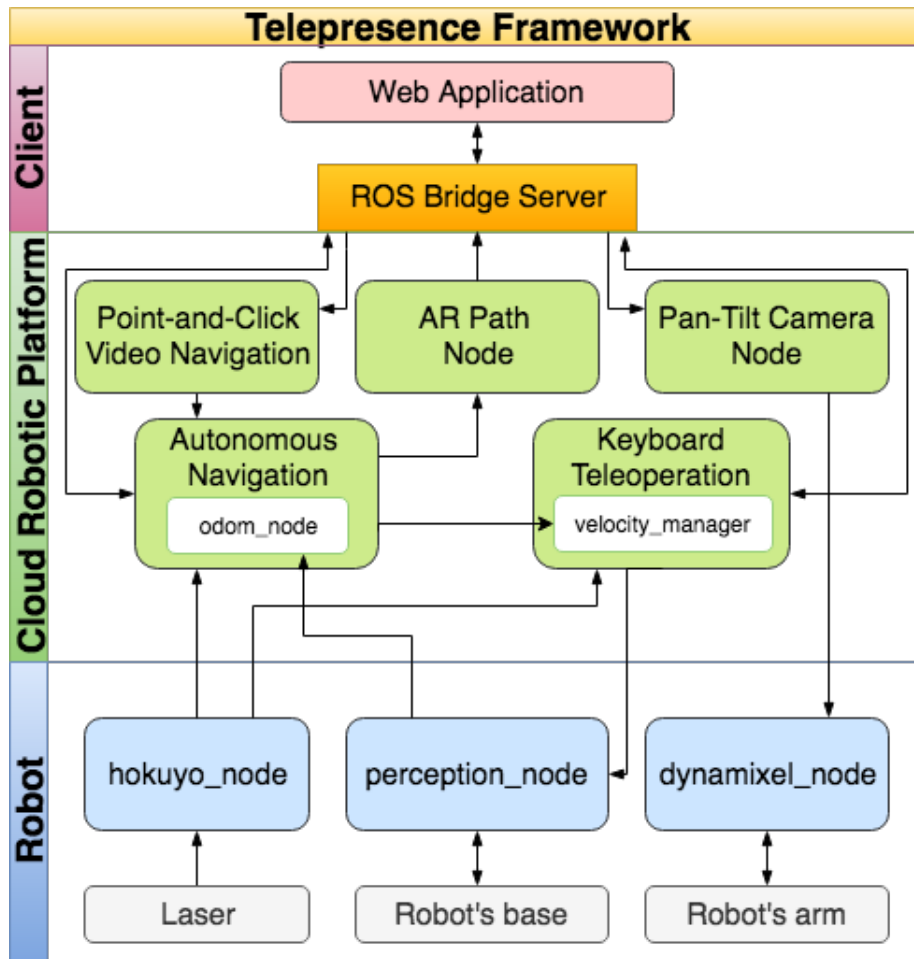 Telepresence Framework
Client
Web Application
ROS Bridge Server
Cloud Robotic Platform
Point-and-Click
Video Navigation
AR Path
Node
Pan-Tilt Camera
Node
Autonomous
Navigation
odom_node
Keyboard
Teleoperation
velocity_manager
Robot
hokuyo_node
perception_node
dynamixel_node
Laser
Robot's base
Robot's arm